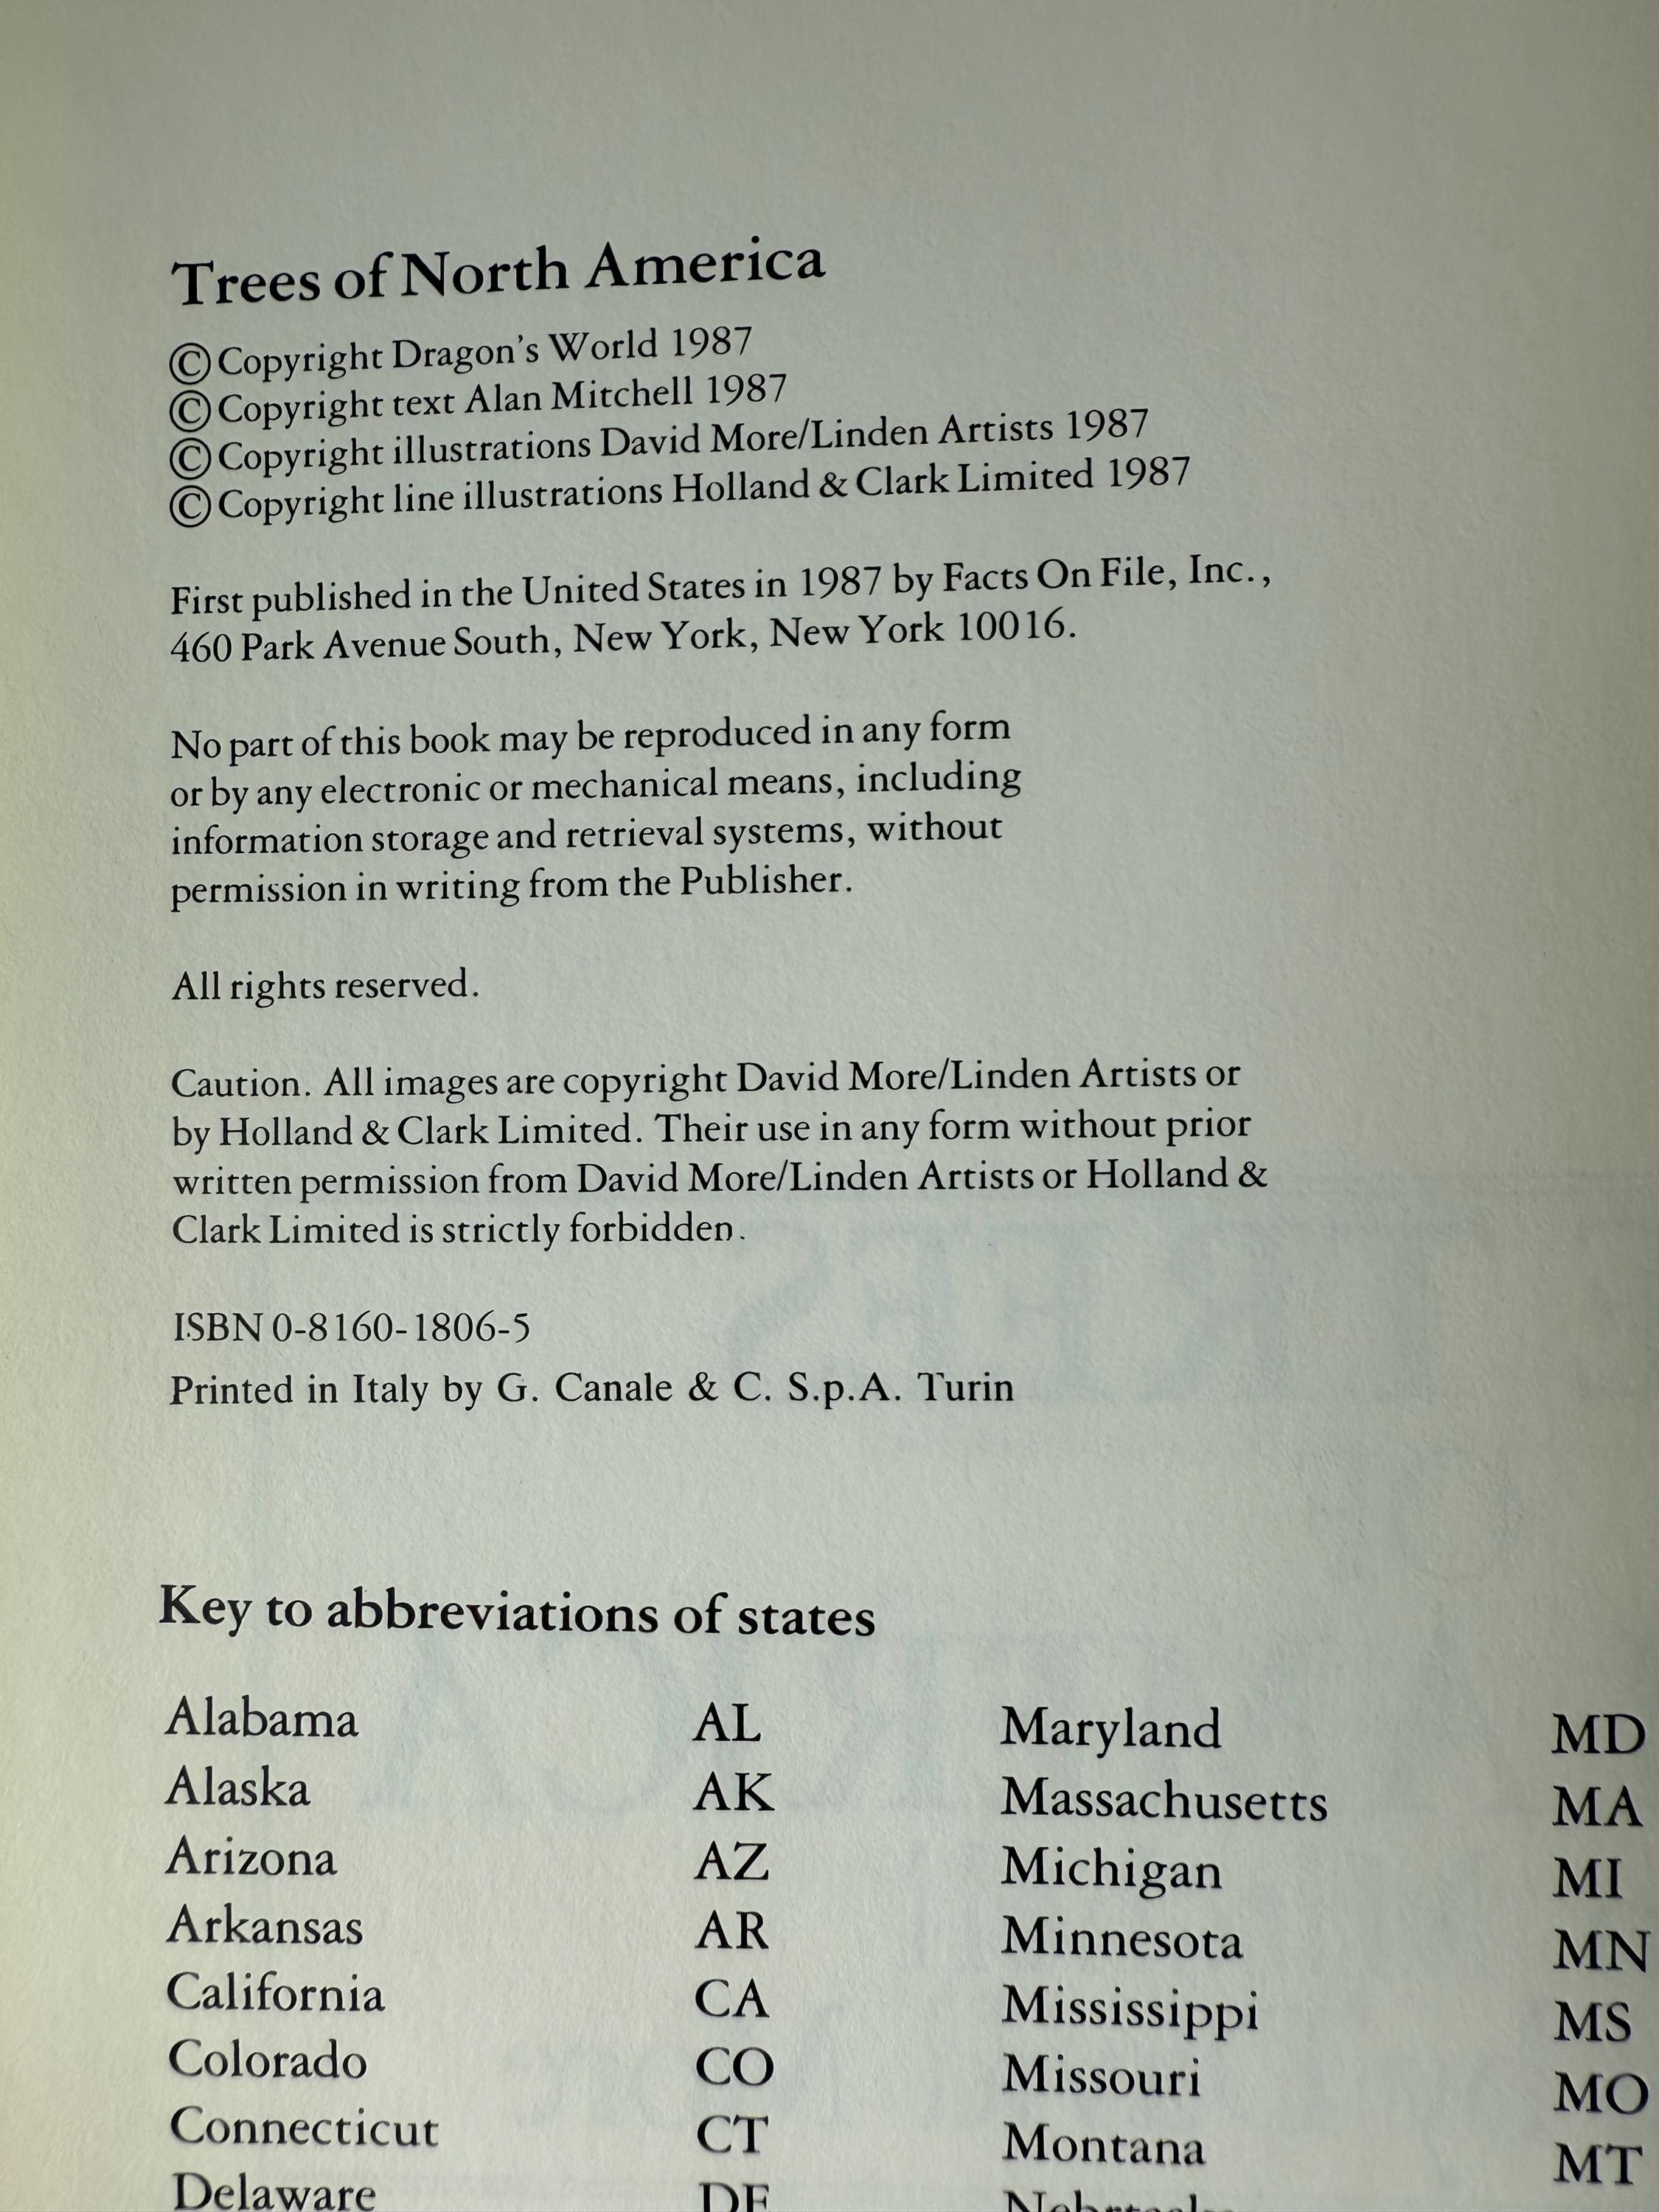 Trees of North America
© Copyright Dragon's World 1987
© Copyright text Alan Mitchell 1987
© Copyright illustrations David More/Linden Artists 1987
© Copyright line illustrations Holland & Clark Limited 1987
First published in the United States in 1987 by Facts On File, Inc.,
460 Park Avenue South, New York, New York 10016.
No part of this book may be reproduced in any form
or by any electronic or mechanical means, including
information storage and retrieval systems, without
permission in writing from the Publisher.
All rights reserved.
Caution. All images are copyright David More/Linden Artists or
by Holland & Clark Limited. Their use in any form without prior
written permission from David More/Linden Artists or Holland &
Clark Limited is strictly forbidden.
ISBN 0-8160-1806-5
Printed in Italy by G. Canale & C. S.p.A. Turin
Key to abbreviations of states
Alabama AL Maryland MD
Alaska AK Massachusetts MA
Arizona AZ Michigan MI
Arkansas AR Minnesota MN
California CA Mississippi MS
Colorado CO Missouri MO
Connecticut CT Montana MT
Delaware DE